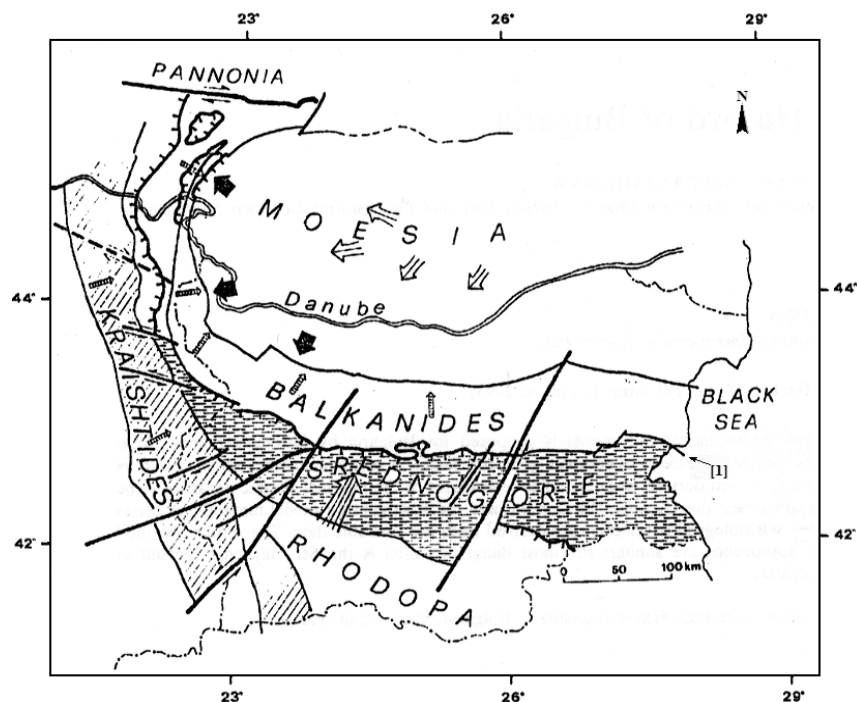 23° 26° 29°
PANNONIA
N
MOESIA
44° 44°
Danube
KRAISHTIDES
BALKANIDES
BLACK
SEA
[1]
SREDNOGORIE
42° 42°
RHODOPA
0 50 100 km
23° 26° 29°